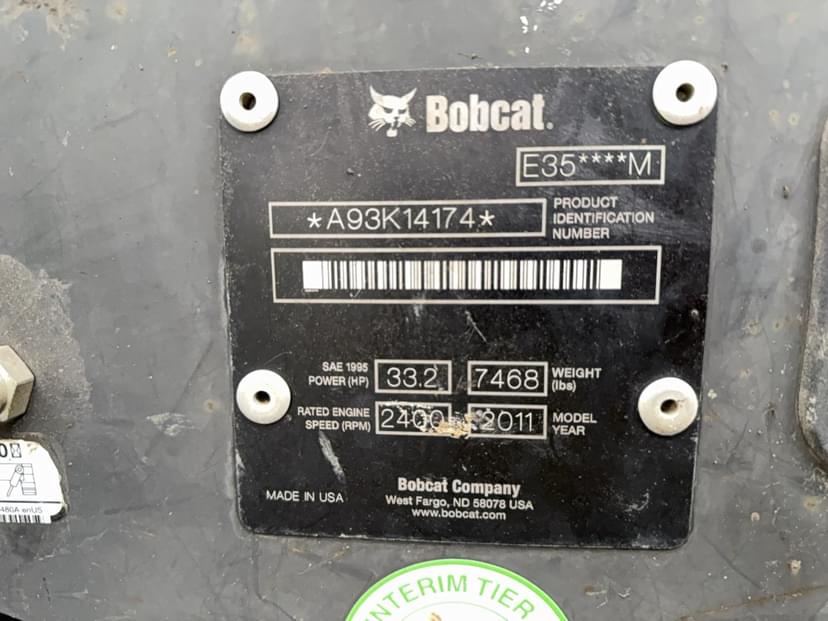 Bobcat.
E35****M
*A93K14174*
PRODUCT
IDENTIFICATION
NUMBER
SAE 1995
POWER (HP)
33.2
7468
WEIGHT
(lbs)
RATED ENGINE
SPEED (RPM)
2400
2011
MODEL
YEAR
Bobcat Company
MADE IN USA
West Fargo, ND 58078 USA
www.bobcat.com
480A enUS
INTERIM TIER